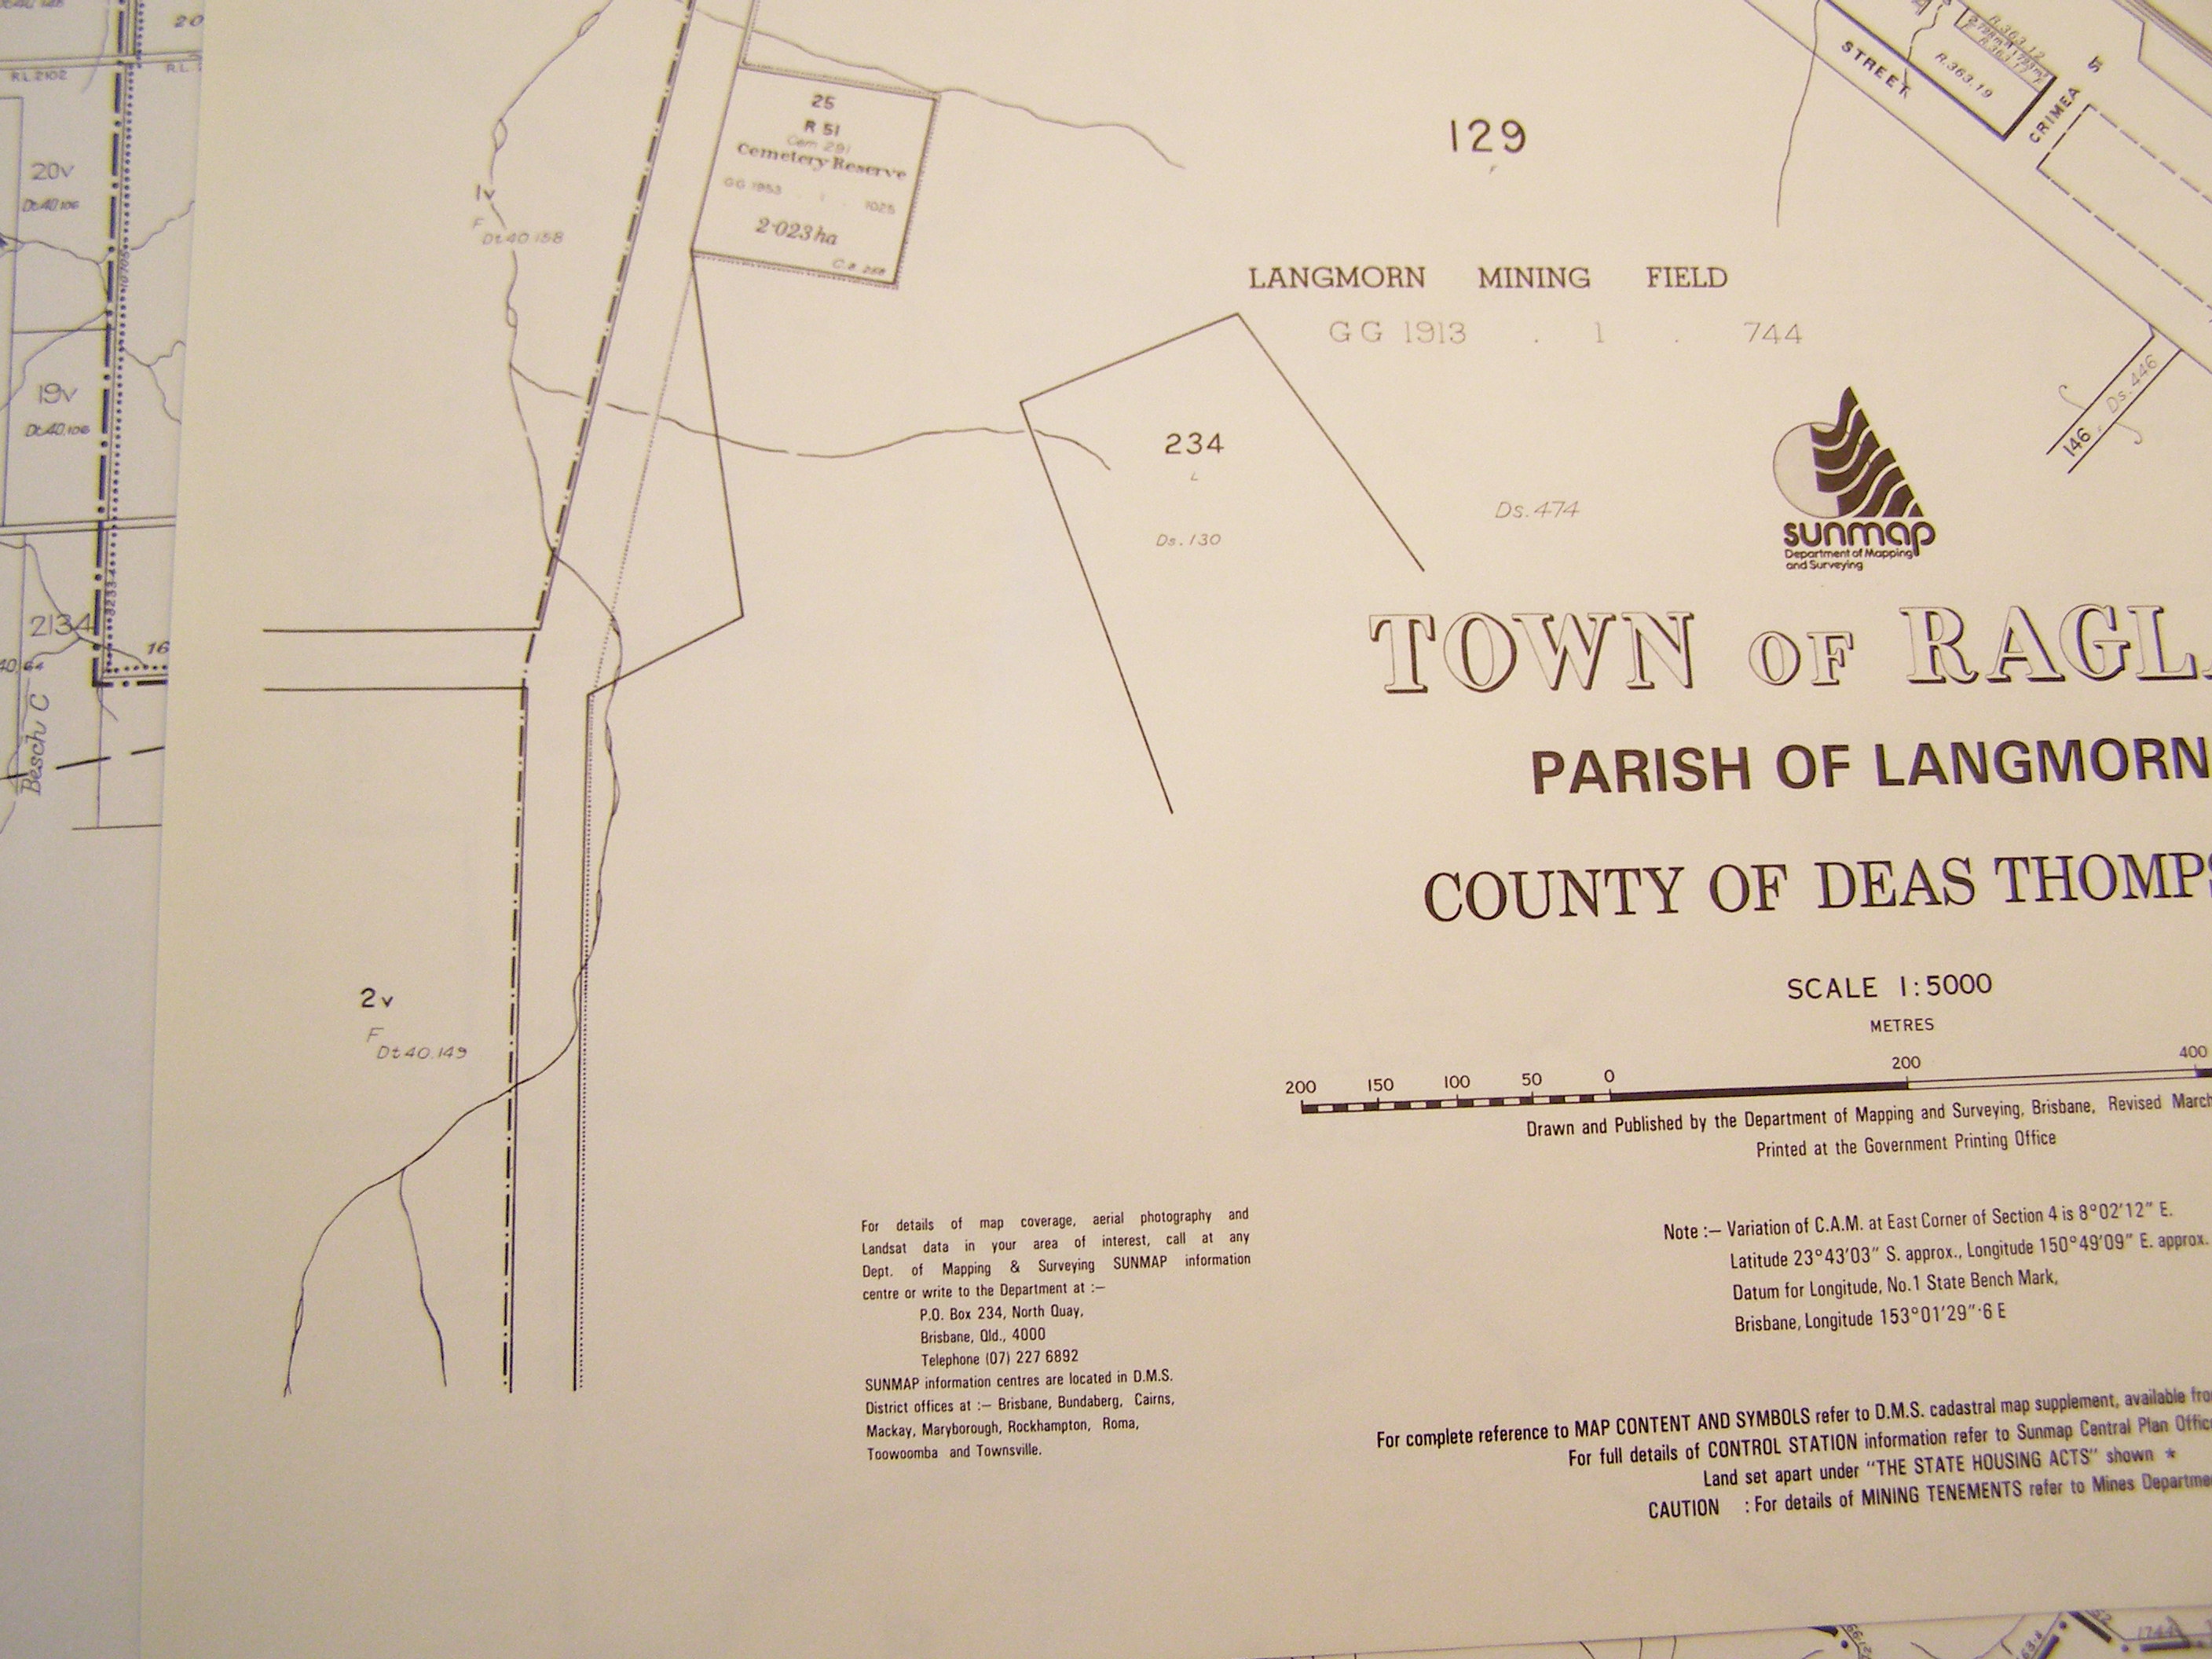 20
R.L.2102
R.L.
20v
Dt.40.106
19v
Dt.40.106
2134
16
Besch C
25
R 51
Cem 291
Cemetery Reserve
GG 1953 . 1 . 1025
2·023 ha
1v
F
Dt.40.158
129
F
LANGMORN MINING FIELD
GG 1913 . 1 . 744
STREET
R.363.19
CRIMEA
146
Ds.446
234
L
Ds.130
Ds.474
sunmap
Department of Mapping
and Surveying
TOWN OF RAGL
PARISH OF LANGMORN
COUNTY OF DEAS THOMPS
SCALE 1:5000
METRES
200 150 100 50 0 200 400
Drawn and Published by the Department of Mapping and Surveying, Brisbane, Revised March
Printed at the Government Printing Office
2v
F
Dt 40.149
Note :– Variation of C.A.M. at East Corner of Section 4 is 8°02′12″ E.
Latitude 23°43′03″ S. approx., Longitude 150°49′09″ E. approx.
Datum for Longitude, No.1 State Bench Mark,
Brisbane, Longitude 153°01′29″·6 E
For details of map coverage, aerial photography and
Landsat data in your area of interest, call at any
Dept. of Mapping & Surveying SUNMAP information
centre or write to the Department at :–
P.O. Box 234, North Quay,
Brisbane, Qld., 4000
Telephone (07) 227 6892
SUNMAP information centres are located in D.M.S.
District offices at :– Brisbane, Bundaberg, Cairns,
Mackay, Maryborough, Rockhampton, Roma,
Toowoomba and Townsville.
For complete reference to MAP CONTENT AND SYMBOLS refer to D.M.S. cadastral map supplement, available fro
For full details of CONTROL STATION information refer to Sunmap Central Plan Offic
Land set apart under "THE STATE HOUSING ACTS" shown *
CAUTION : For details of MINING TENEMENTS refer to Mines Departme